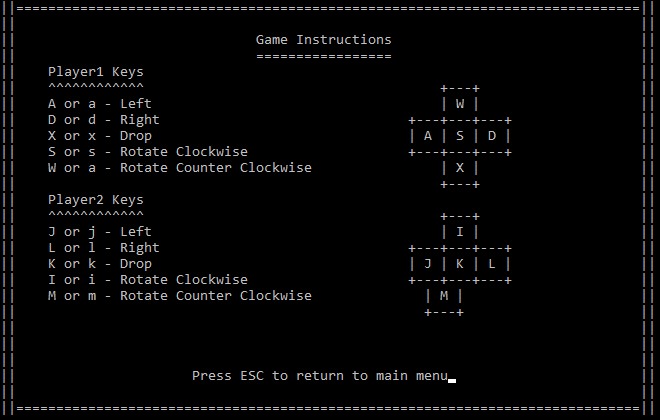 ||==============================================================================||
Game Instructions
=================
Player1 Keys
^^^^^^^^^^^^ +---+
A or a - Left | W |
D or d - Right +---+---+---+
X or x - Drop | A | S | D |
S or s - Rotate Clockwise +---+---+---+
W or a - Rotate Counter Clockwise | X |
+---+
Player2 Keys
^^^^^^^^^^^^ +---+
J or j - Left | I |
L or l - Right +---+---+---+
K or k - Drop | J | K | L |
I or i - Rotate Clockwise +---+---+---+
M or m - Rotate Counter Clockwise | M |
+---+
Press ESC to return to main menu
||==============================================================================||